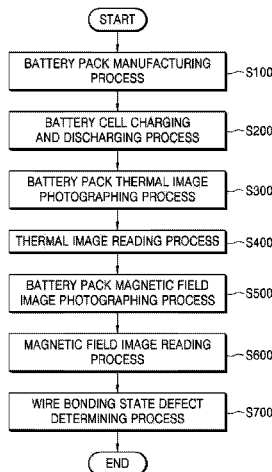 START
BATTERY PACK MANUFACTURING
PROCESS
S100
BATTERY CELL CHARGING
AND DISCHARGING PROCESS
S200
BATTERY PACK THERMAL IMAGE
PHOTOGRAPHING PROCESS
S300
THERMAL IMAGE READING PROCESS
S400
BATTERY PACK MAGNETIC FIELD
IMAGE PHOTOGRAPHING PROCESS
S500
MAGNETIC FIELD IMAGE READING
PROCESS
S600
WIRE BONDING STATE DEFECT
DETERMINING PROCESS
S700
END